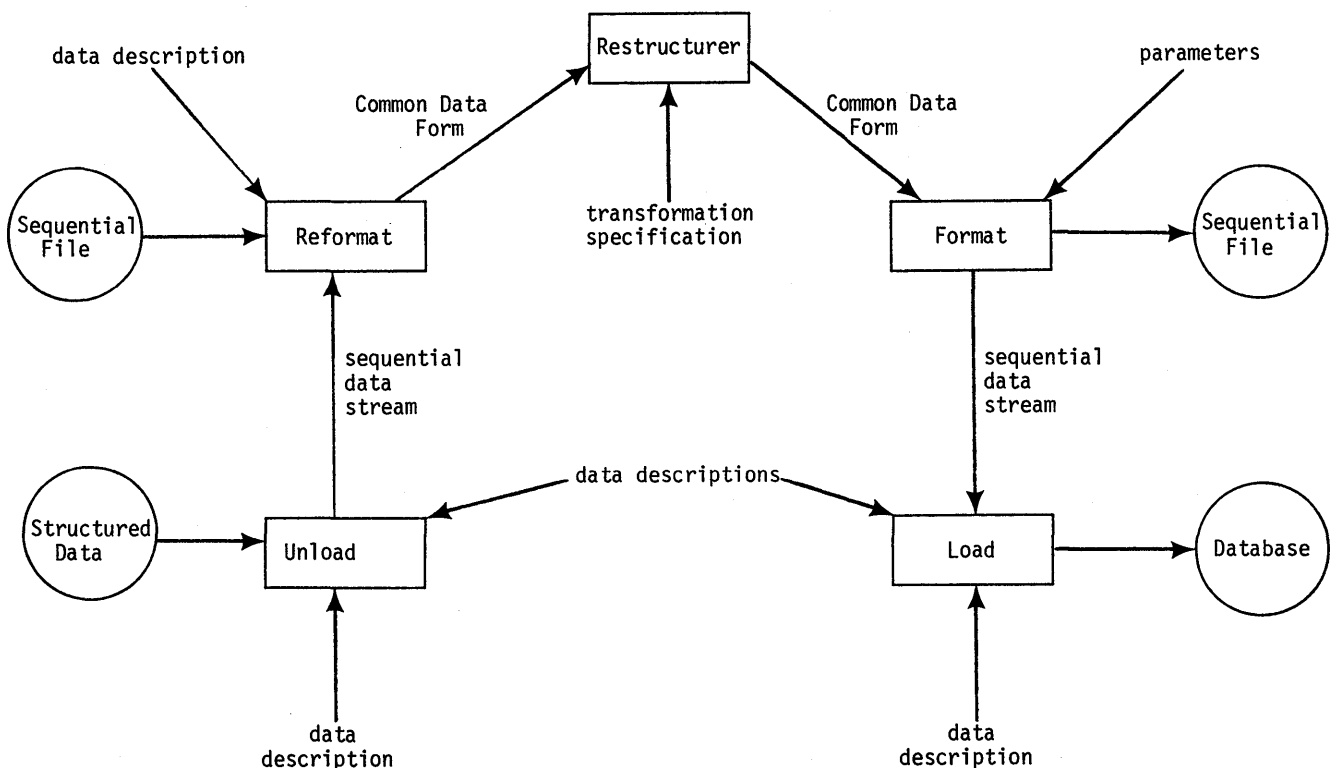 Restructurer
data description
parameters
Common Data
Form
Common Data
Form
Sequential
File
Reformat
transformation
specification
Format
Sequential
File
sequential
data
stream
sequential
data
stream
data descriptions
Structured
Data
Unload
Load
Database
data
description
data
description